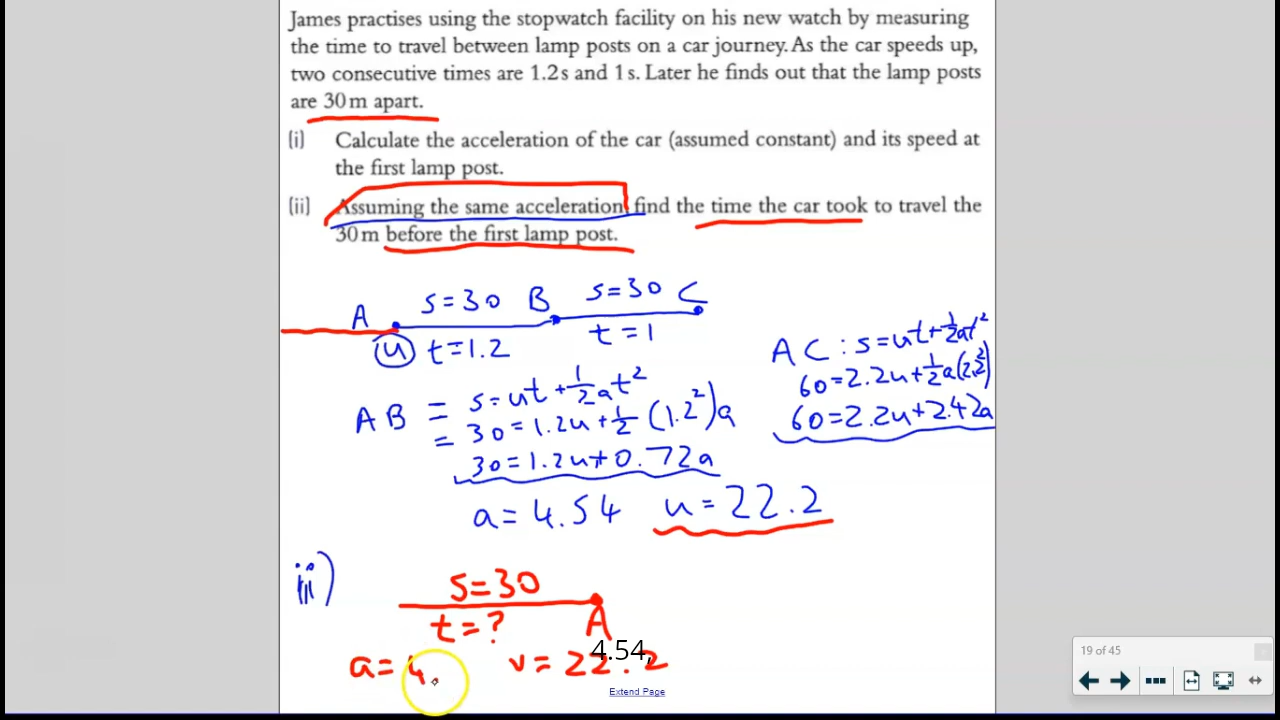 James practises using the stopwatch facility on his new watch by measuring
the time to travel between lamp posts on a car journey. As the car speeds up,
two consecutive times are 1.2 s and 1 s. Later he finds out that the lamp posts
are 30 m apart.
(i) Calculate the acceleration of the car (assumed constant) and its speed at
the first lamp post.
(ii) Assuming the same acceleration, find the time the car took to travel the
30 m before the first lamp post.
A s=30 B s=30 C
u t=1.2 t=1
AC: s=ut+½at²
60=2.2u+½a(2.2²)
60=2.2u+2.42a
AB = s=ut+½at²
= 30=1.2u+½(1.2²)a
30=1.2u+0.72a
a=4.54 u=22.2
ii)
s=30
t=? A
a=4. v=22.2
4.54,
Extend Page
19 of 45